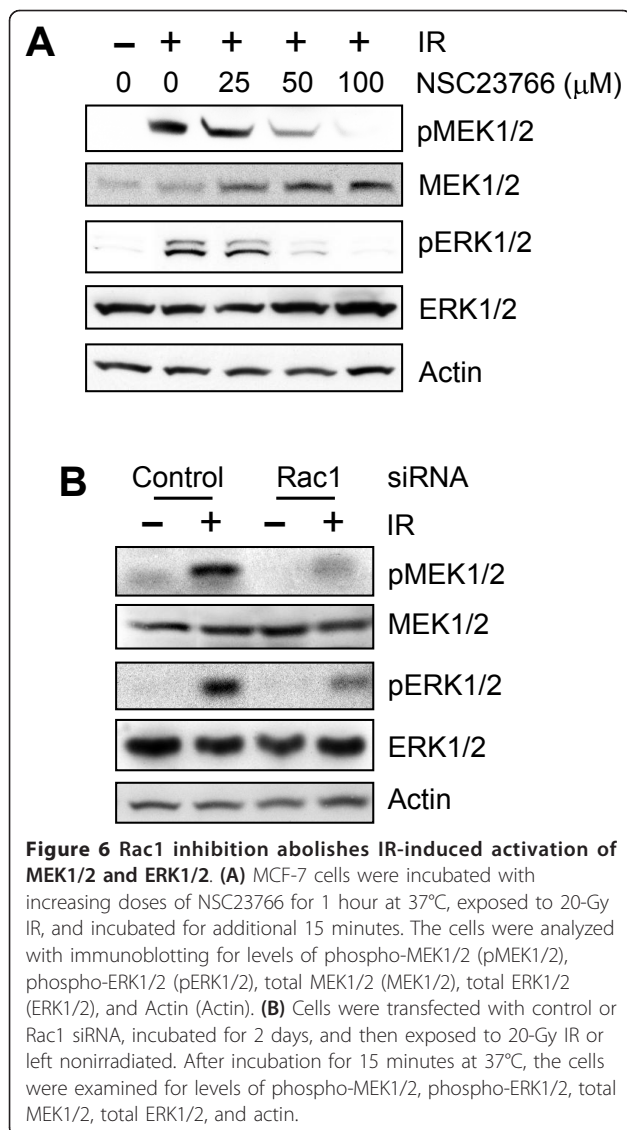 A
− + + + + IR
0 0 25 50 100 NSC23766 (μM)
pMEK1/2
MEK1/2
pERK1/2
ERK1/2
Actin
B
Control Rac1 siRNA
− + − + IR
pMEK1/2
MEK1/2
pERK1/2
ERK1/2
Actin
Figure 6 Rac1 inhibition abolishes IR-induced activation of
MEK1/2 and ERK1/2. (A) MCF-7 cells were incubated with
increasing doses of NSC23766 for 1 hour at 37°C, exposed to 20-Gy
IR, and incubated for additional 15 minutes. The cells were analyzed
with immunoblotting for levels of phospho-MEK1/2 (pMEK1/2),
phospho-ERK1/2 (pERK1/2), total MEK1/2 (MEK1/2), total ERK1/2
(ERK1/2), and Actin (Actin). (B) Cells were transfected with control or
Rac1 siRNA, incubated for 2 days, and then exposed to 20-Gy IR or
left nonirradiated. After incubation for 15 minutes at 37°C, the cells
were examined for levels of phospho-MEK1/2, phospho-ERK1/2, total
MEK1/2, total ERK1/2, and actin.